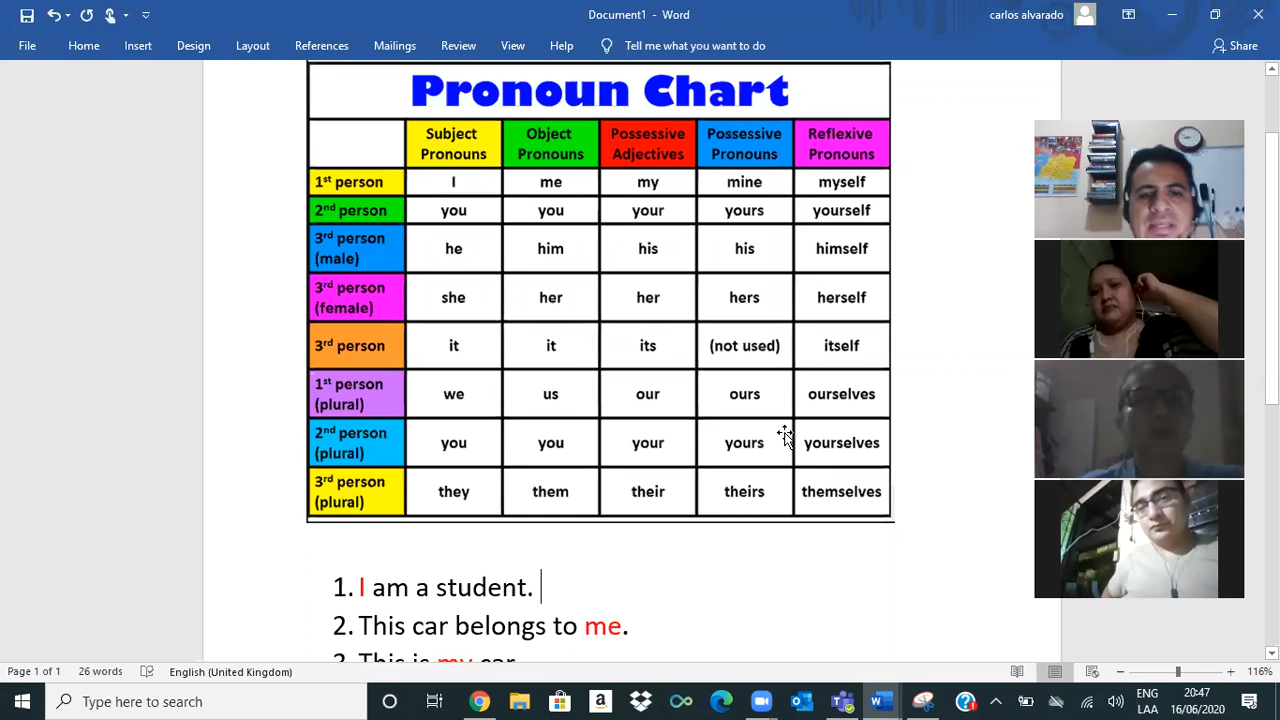 Document1 - Word
carlos alvarado
File Home Insert Design Layout References Mailings Review View Help Tell me what you want to do Share
Pronoun Chart
Subject Pronouns Object Pronouns Possessive Adjectives Possessive Pronouns Reflexive Pronouns
1st person I me my mine myself
2nd person you you your yours yourself
3rd person (male) he him his his himself
3rd person (female) she her her hers herself
3rd person it it its (not used) itself
1st person (plural) we us our ours ourselves
2nd person (plural) you you your yours yourselves
3rd person (plural) they them their theirs themselves
1. I am a student.
2. This car belongs to me.
3. This is my car
Page 1 of 1 26 words English (United Kingdom) 116%
Type here to search
ENG 20:47
LAA 16/06/2020